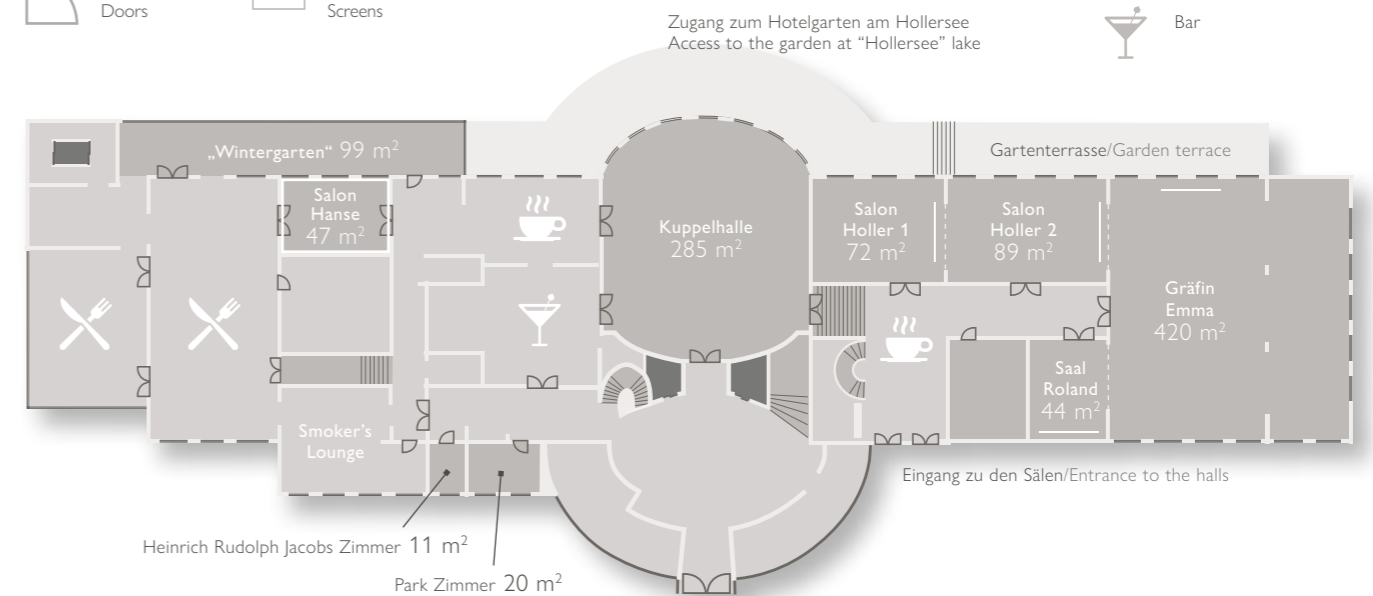 Doors
Screens
Zugang zum Hotelgarten am Hollersee
Access to the garden at “Hollersee” lake
Bar
„Wintergarten“ 99 m²
Gartenterrasse/Garden terrace
Salon
Hanse
47 m²
Kuppelhalle
285 m²
Salon
Holler 1
72 m²
Salon
Holler 2
89 m²
Gräfin
Emma
420 m²
Saal
Roland
44 m²
Smoker’s
Lounge
Eingang zu den Sälen/Entrance to the halls
Heinrich Rudolph Jacobs Zimmer 11 m²
Park Zimmer 20 m²